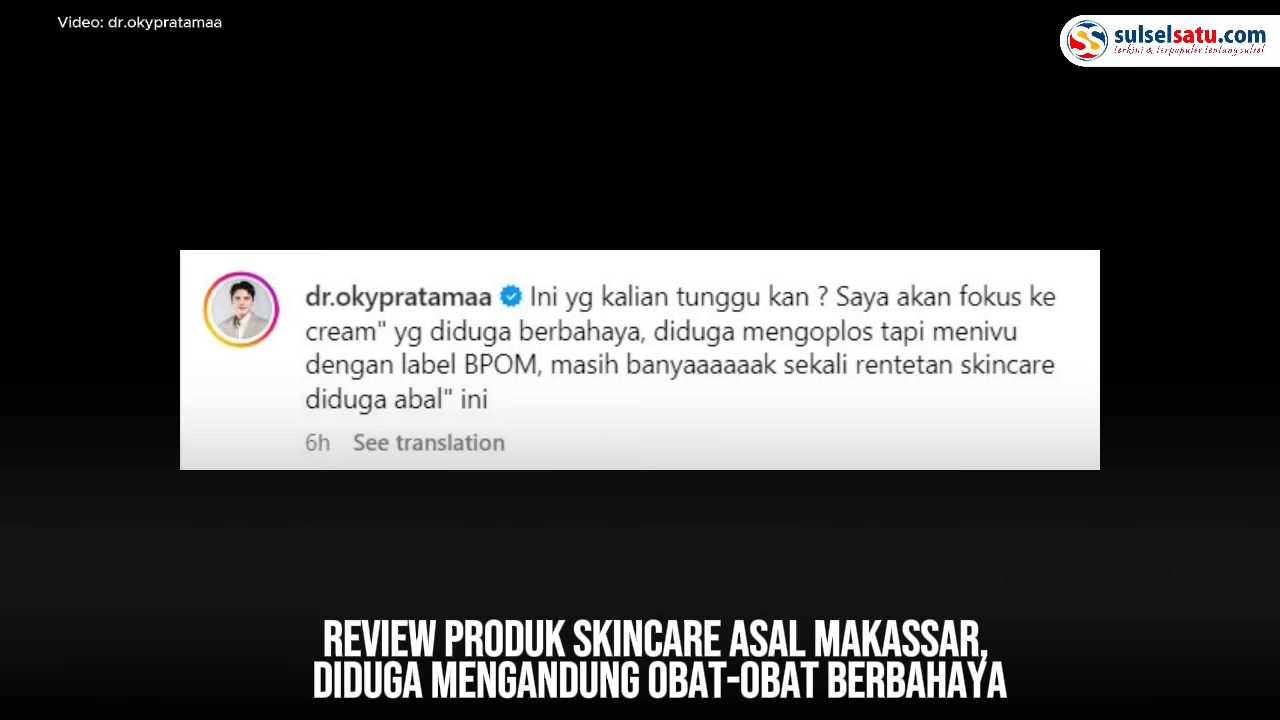 Video: dr.okypratamaa
sulselsatu.com
terkini & terpopuler tentang sulsel
dr.okypratamaa Ini yg kalian tunggu kan ? Saya akan fokus ke
cream" yg diduga berbahaya, diduga mengoplos tapi menivu
dengan label BPOM, masih banyaaaaaak sekali rentetan skincare
diduga abal" ini
6h See translation
REVIEW PRODUK SKINCARE ASAL MAKASSAR,
DIDUGA MENGANDUNG OBAT-OBAT BERBAHAYA